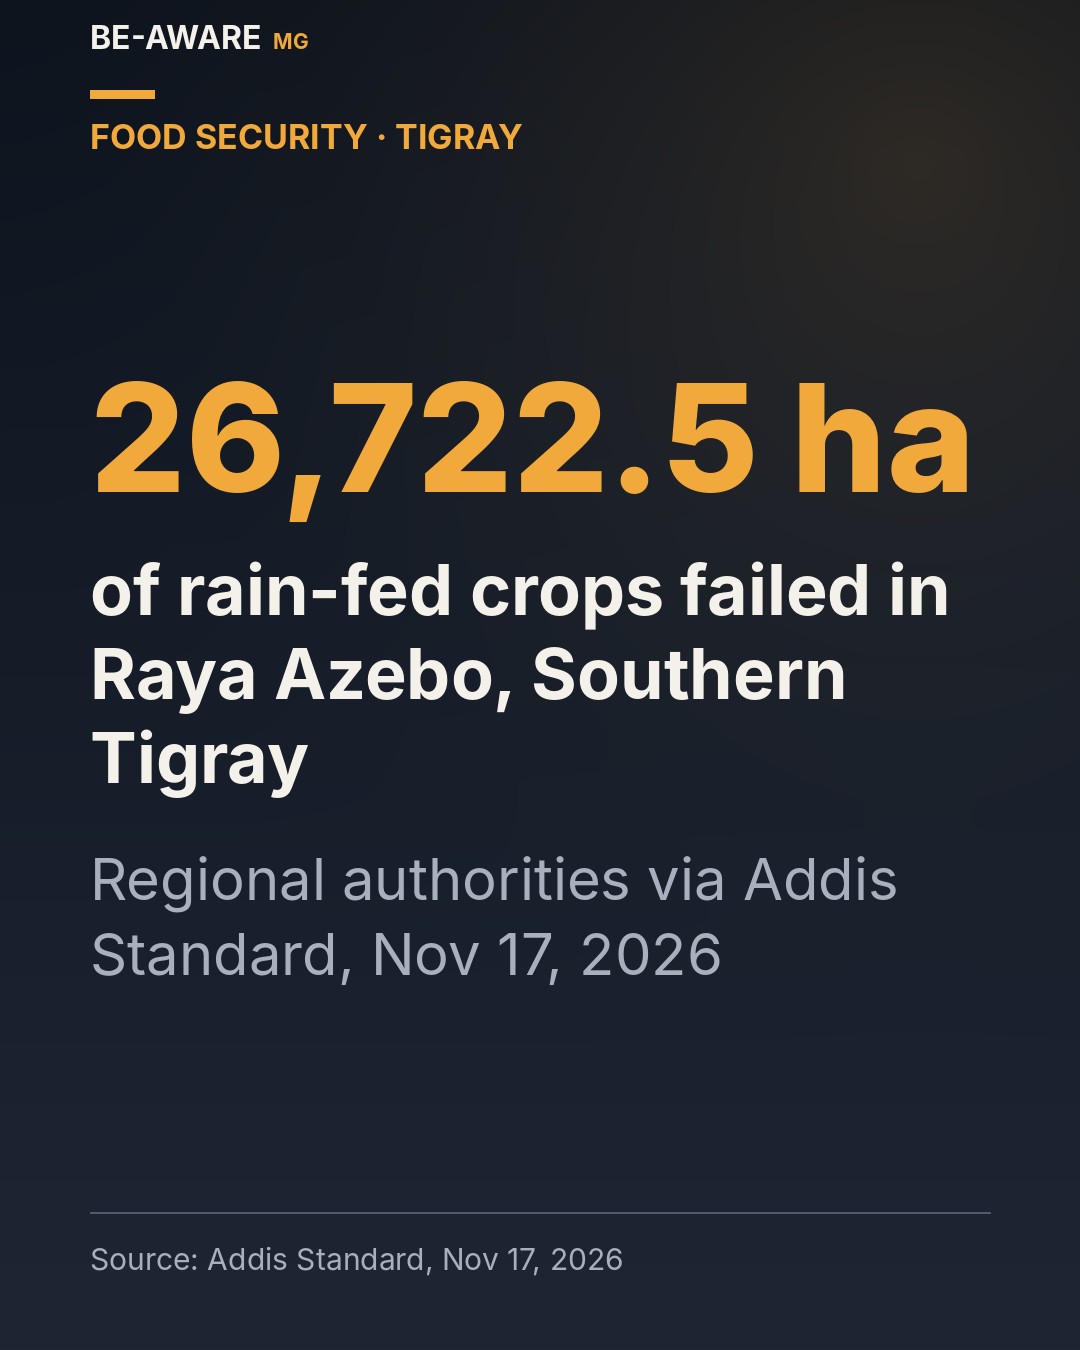 BE-AWARE MG
FOOD SECURITY · TIGRAY
26,722.5 ha
of rain-fed crops failed in
Raya Azebo, Southern
Tigray
Regional authorities via Addis
Standard, Nov 17, 2026
Source: Addis Standard, Nov 17, 2026